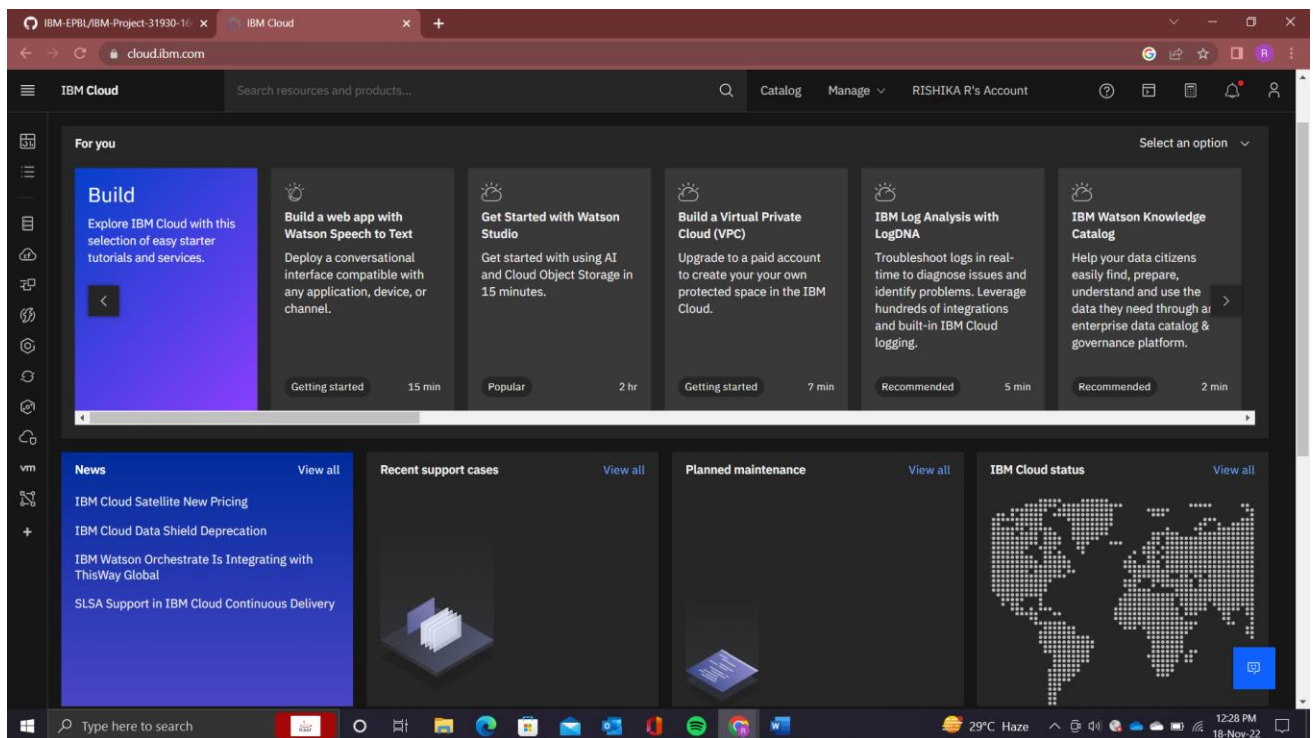 IBM-EPBL/IBM-Project-31930-16
IBM Cloud
cloud.ibm.com
R
IBM Cloud
Search resources and products...
Catalog
Manage
RISHIKA R's Account
For you
Select an option
Build
Explore IBM Cloud with this
selection of easy starter
tutorials and services.
Build a web app with
Watson Speech to Text
Deploy a conversational
interface compatible with
any application, device, or
channel.
Getting started 15 min
Get Started with Watson
Studio
Get started with using AI
and Cloud Object Storage in
15 minutes.
Popular 2 hr
Build a Virtual Private
Cloud (VPC)
Upgrade to a paid account
to create your your own
protected space in the IBM
Cloud.
Getting started 7 min
IBM Log Analysis with
LogDNA
Troubleshoot logs in real-
time to diagnose issues and
identify problems. Leverage
hundreds of integrations
and built-in IBM Cloud
logging.
Recommended 5 min
IBM Watson Knowledge
Catalog
Help your data citizens
easily find, prepare,
understand and use the
data they need through
enterprise data catalog &
governance platform.
Recommended 2 min
vm
News View all
IBM Cloud Satellite New Pricing
IBM Cloud Data Shield Deprecation
IBM Watson Orchestrate Is Integrating with
ThisWay Global
SLSA Support in IBM Cloud Continuous Delivery
Recent support cases View all
Planned maintenance View all
IBM Cloud status View all
Type here to search
29°C Haze
12:28 PM
18-Nov-22